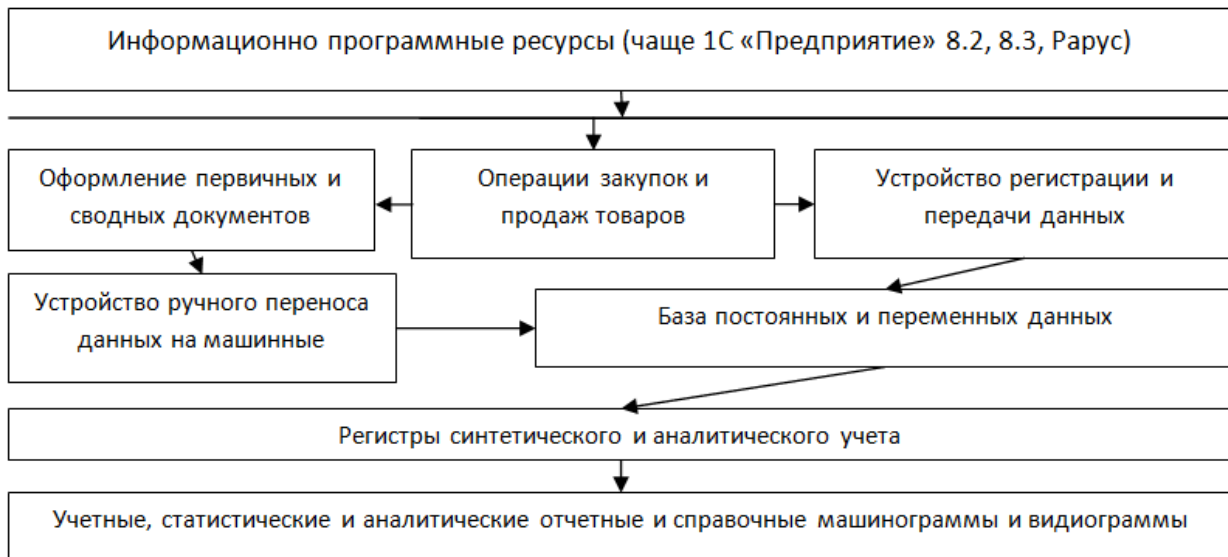 Информационно программные ресурсы (чаще 1С «Предприятие» 8.2, 8.3, Рарус)
Оформление первичных и
сводных документов
Операции закупок и
продаж товаров
Устройство регистрации и
передачи данных
Устройство ручного переноса
данных на машинные
База постоянных и переменных данных
Регистры синтетического и аналитического учета
Учетные, статистические и аналитические отчетные и справочные машинограммы и видиограммы